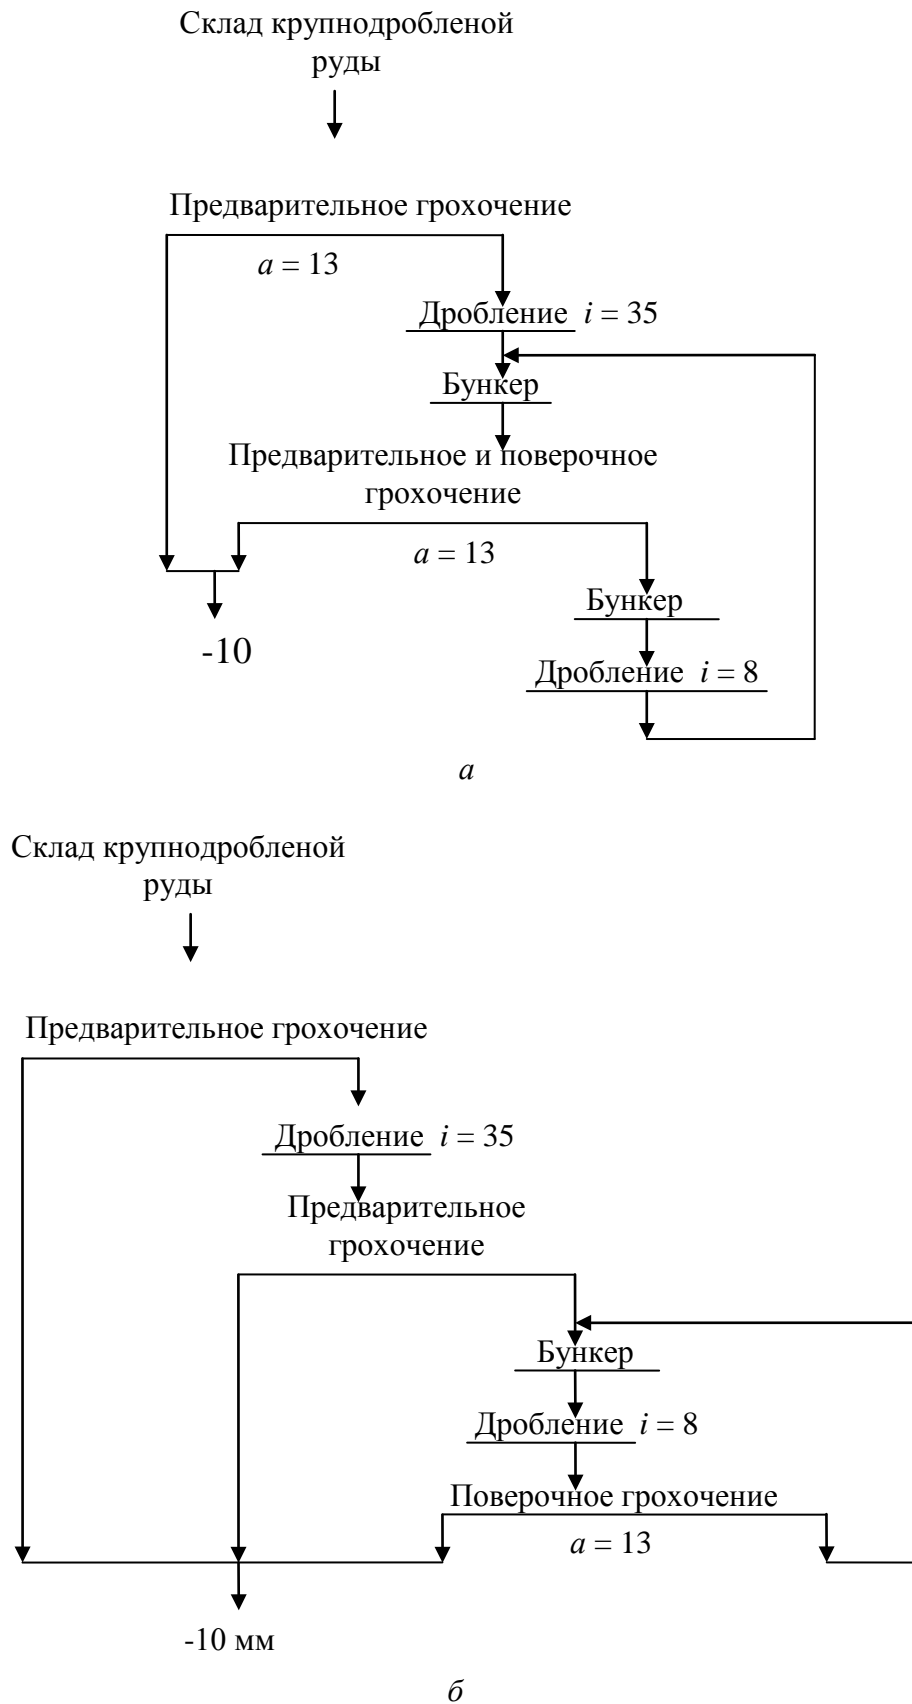 Склад крупнодробленой
руды
Предварительное грохочение
a = 13
Дробление i = 35
Бункер
Предварительное и поверочное
грохочение
a = 13
Бункер
-10
Дробление i = 8
а
Склад крупнодробленой
руды
Предварительное грохочение
Дробление i = 35
Предварительное
грохочение
Бункер
Дробление i = 8
Поверочное грохочение
a = 13
-10 мм
б